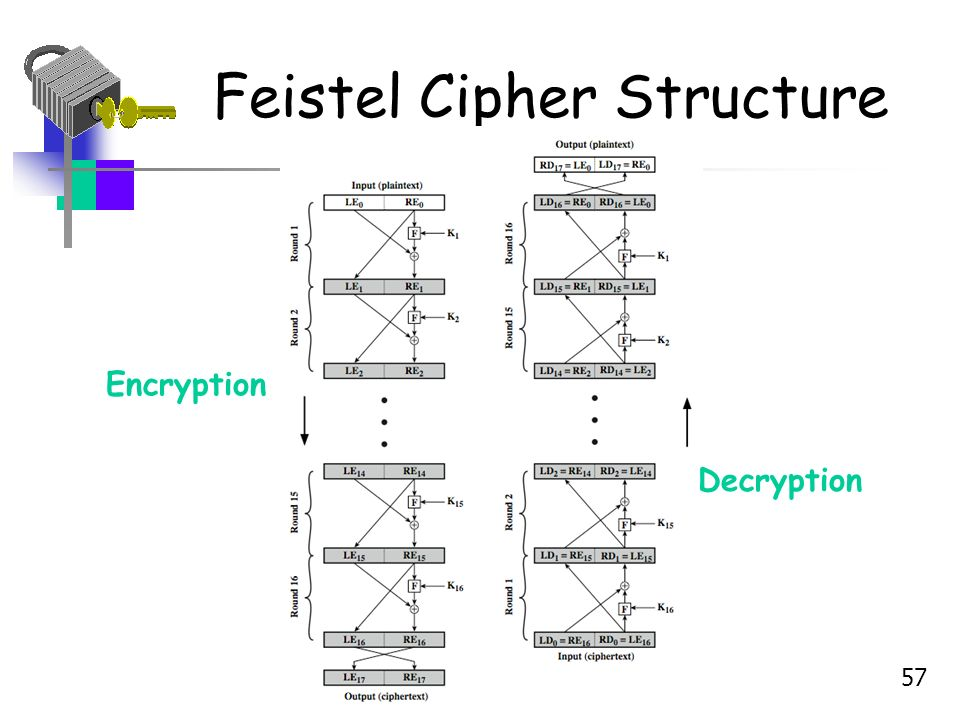 Feistel Cipher Structure
Input (plaintext)
LE0 RE0
Round 1
F
K1
LE1 RE1
Round 2
F
K2
LE2 RE2
Encryption
LE14 RE14
Round 15
F
K15
LE15 RE15
Round 16
F
K16
LE16 RE16
LE17 RE17
Output (ciphertext)
Output (plaintext)
RD17 = LE0 LD17 = RE0
LD16 = RE0 RD16 = LE0
Round 16
K1
F
LD15 = RE1 RD15 = LE1
Round 15
K2
F
LD14 = RE2 RD14 = LE2
Decryption
LD2 = RE14 RD2 = LE14
Round 2
K15
F
LD1 = RE15 RD1 = LE15
Round 1
K16
F
LD0 = RE16 RD0 = LE16
Input (ciphertext)
57